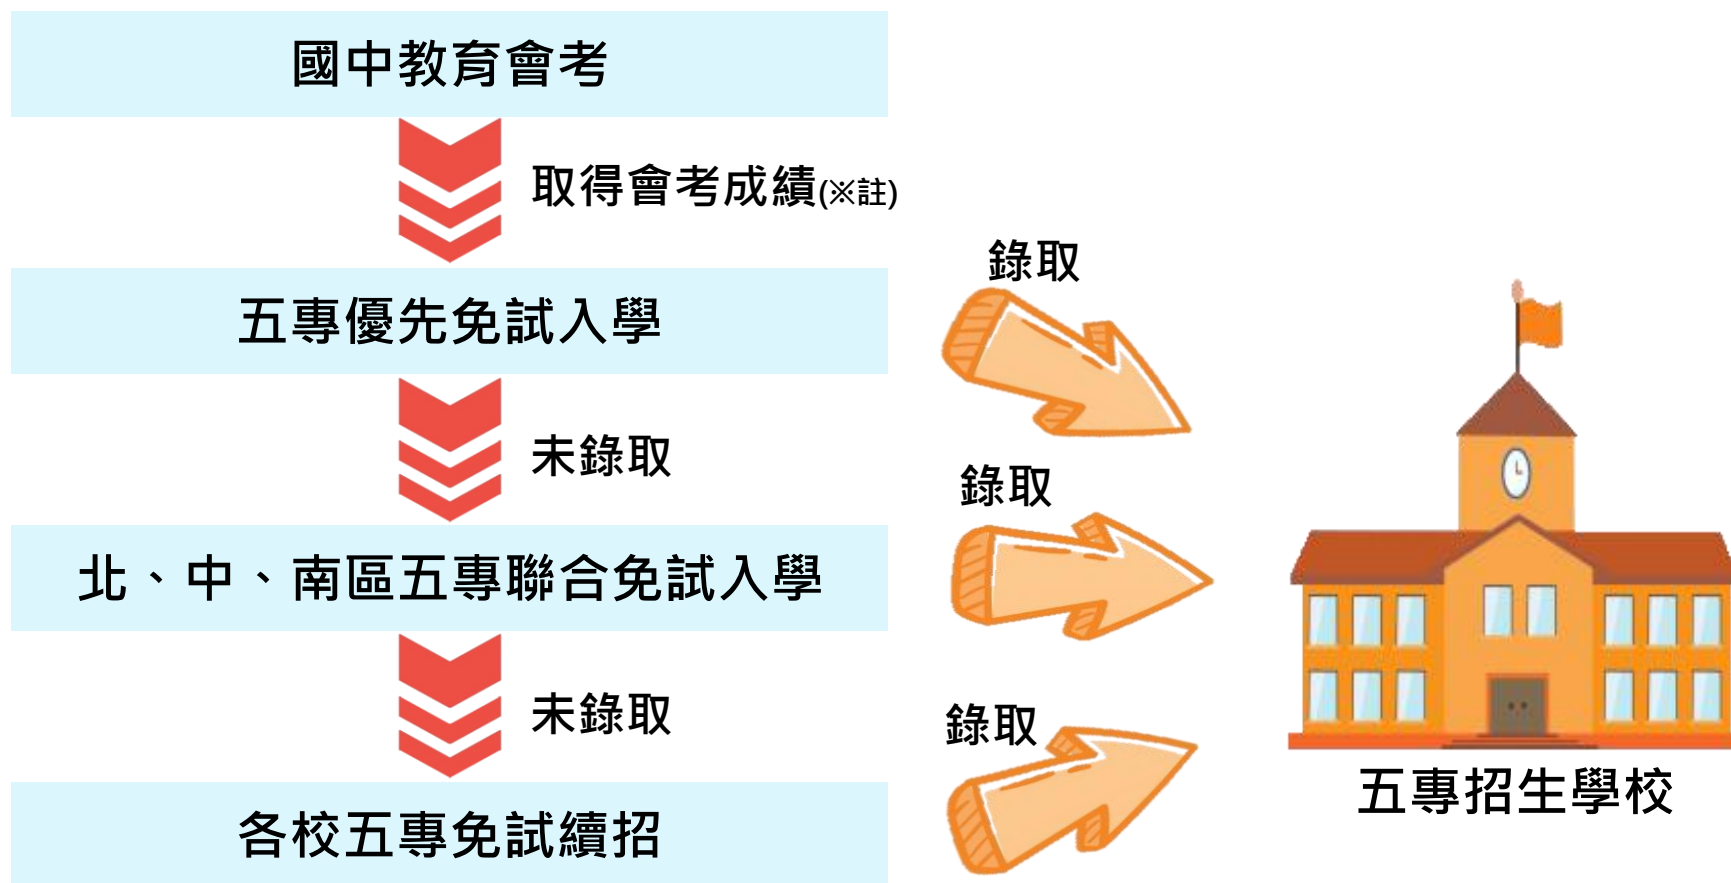 國中教育會考
取得會考成績(※註)
錄取
五專優先免試入學
未錄取
錄取
北、中、南區五專聯合免試入學
未錄取
錄取
五專招生學校
各校五專免試續招